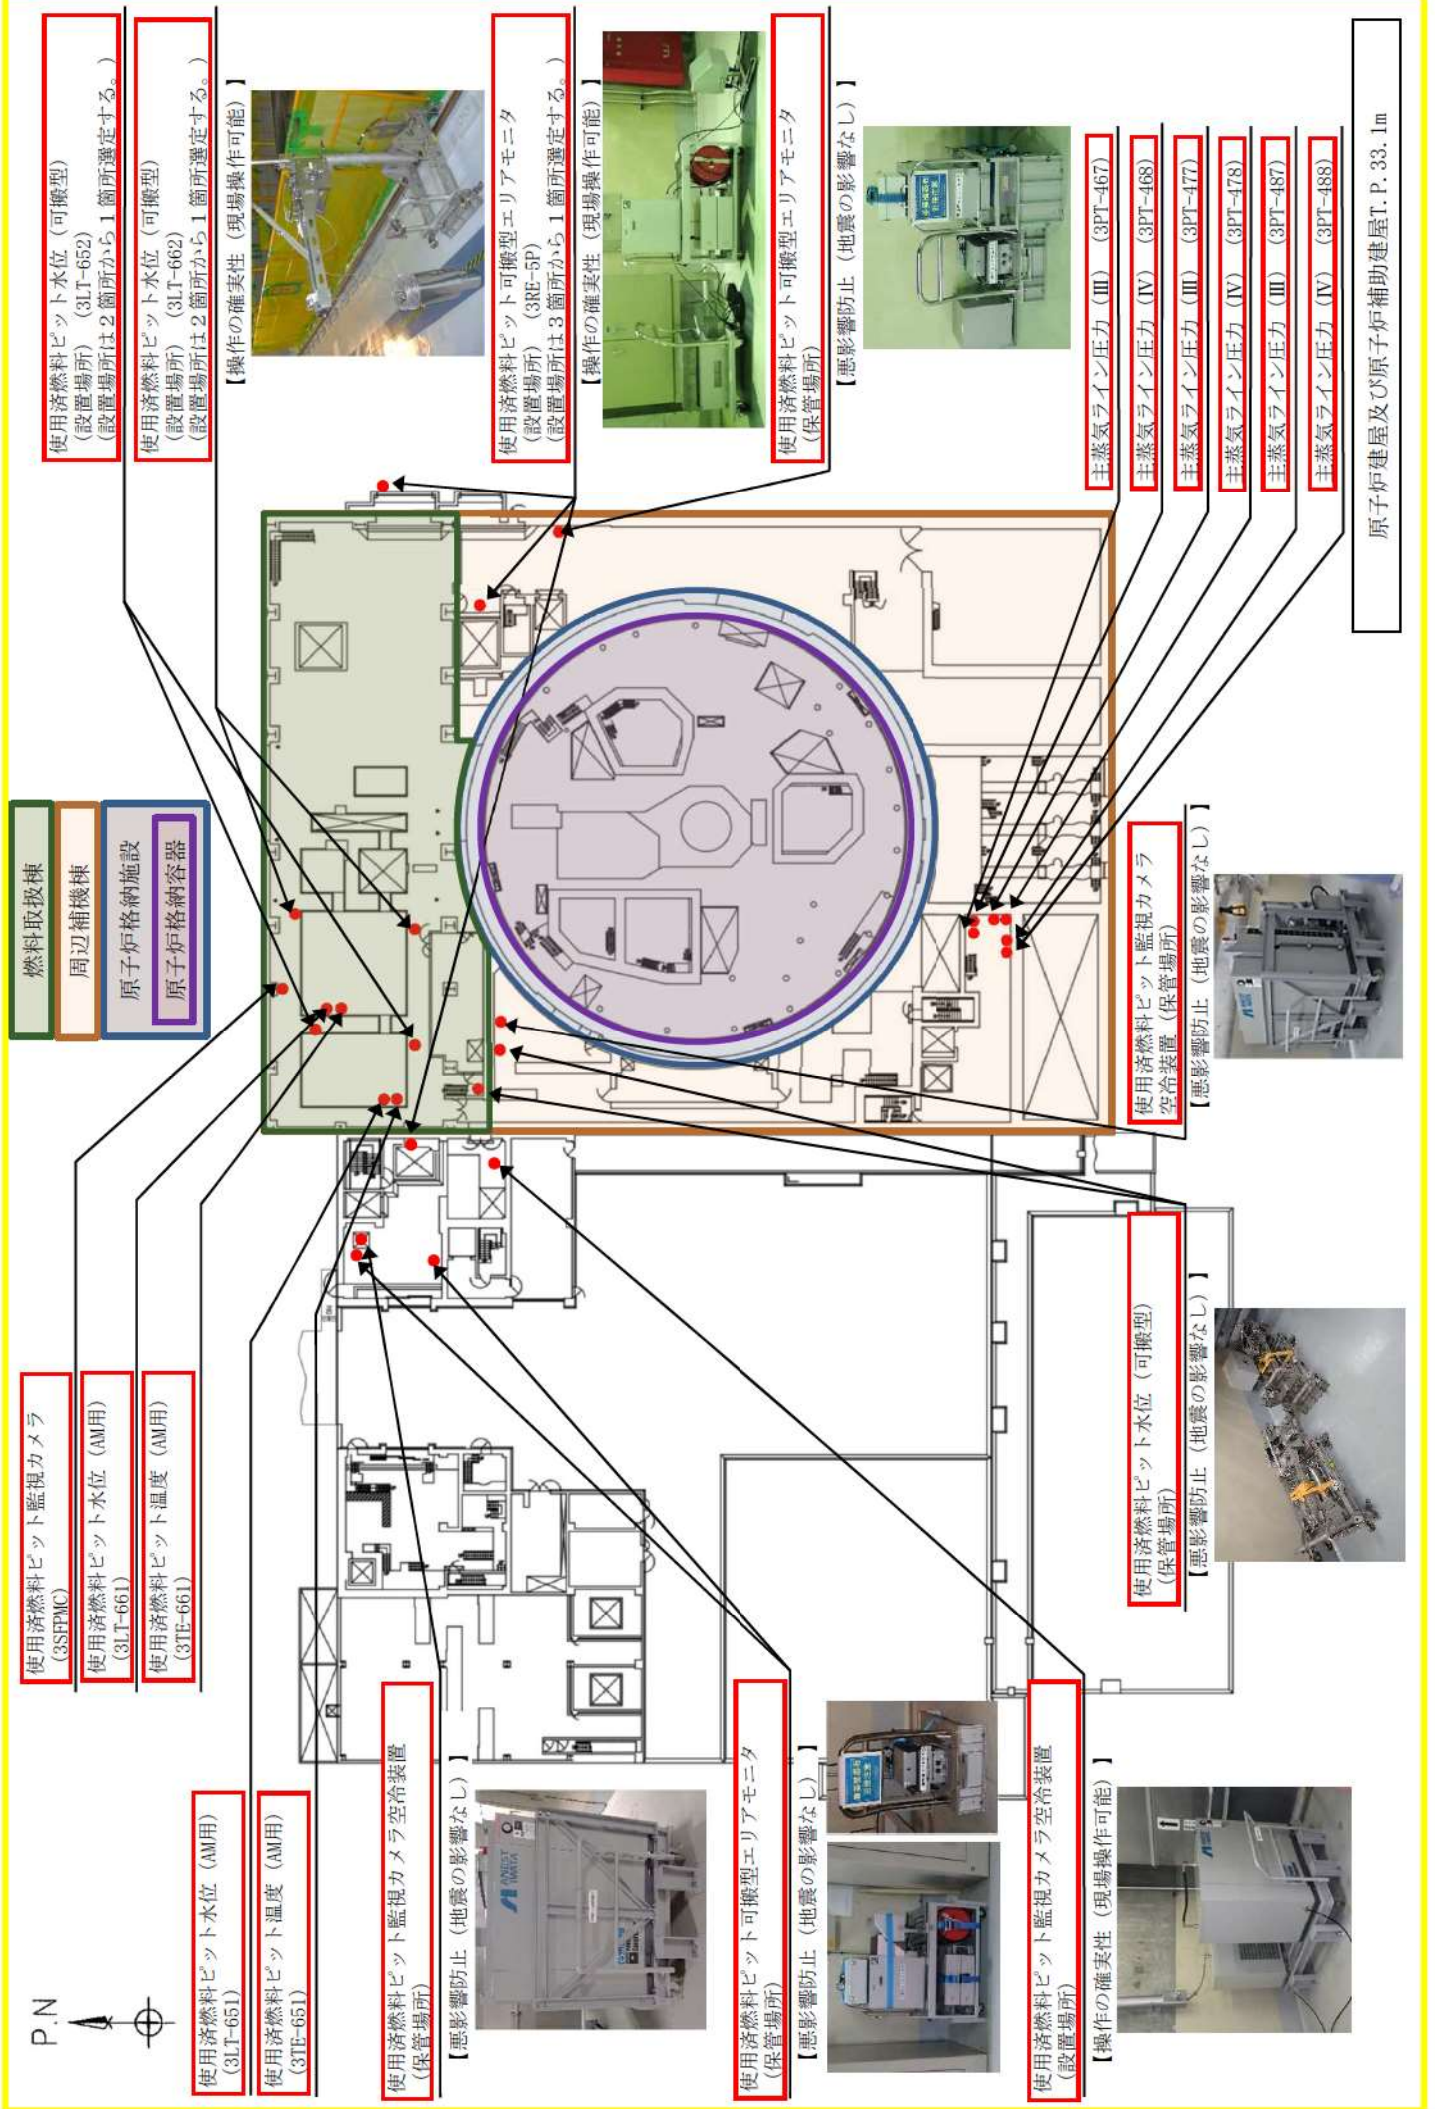 P.N
使用済燃料ピット水位（AM用）
(3LT-651)
使用済燃料ピット温度（AM用）
(3TE-651)
使用済燃料ピット監視カメラ
(3SFPMC)
使用済燃料ピット水位（AM用）
(3LT-661)
使用済燃料ピット温度（AM用）
(3TE-661)
燃料取扱棟
周辺補機棟
原子炉格納施設
原子炉格納容器
使用済燃料ピット水位（可搬型）
（設置場所）（3LT-652）
（設置場所は２箇所から１箇所選定する。）
使用済燃料ピット水位（可搬型）
（設置場所）（3LT-662）
（設置場所は２箇所から１箇所選定する。）
【操作の確実性（現場操作可能）】
使用済燃料ピット可搬型エリアモニタ
（設置場所）（3RE-5P）
（設置場所は３箇所から１箇所選定する。）
【操作の確実性（現場操作可能）】
使用済燃料ピット可搬型エリアモニタ
（保管場所）
【悪影響防止（地震の影響なし）】
主蒸気ライン圧力（Ⅲ）（3PT-467）
主蒸気ライン圧力（Ⅳ）（3PT-468）
主蒸気ライン圧力（Ⅲ）（3PT-477）
主蒸気ライン圧力（Ⅳ）（3PT-478）
主蒸気ライン圧力（Ⅲ）（3PT-487）
主蒸気ライン圧力（Ⅳ）（3PT-488）
使用済燃料ピット監視カメラ空冷装置
（保管場所）
【悪影響防止（地震の影響なし）】
ANEST
IWATA
使用済燃料ピット可搬型エリアモニタ
（保管場所）
【悪影響防止（地震の影響なし）】
使用済燃料ピット監視カメラ空冷装置
（設置場所）
【操作の確実性（現場操作可能）】
使用済燃料ピット水位（可搬型）
（保管場所）
【悪影響防止（地震の影響なし）】
使用済燃料ピット監視カメラ
空冷装置（保管場所）
【悪影響防止（地震の影響なし）】
原子炉建屋及び原子炉補助建屋T.P.33.1m